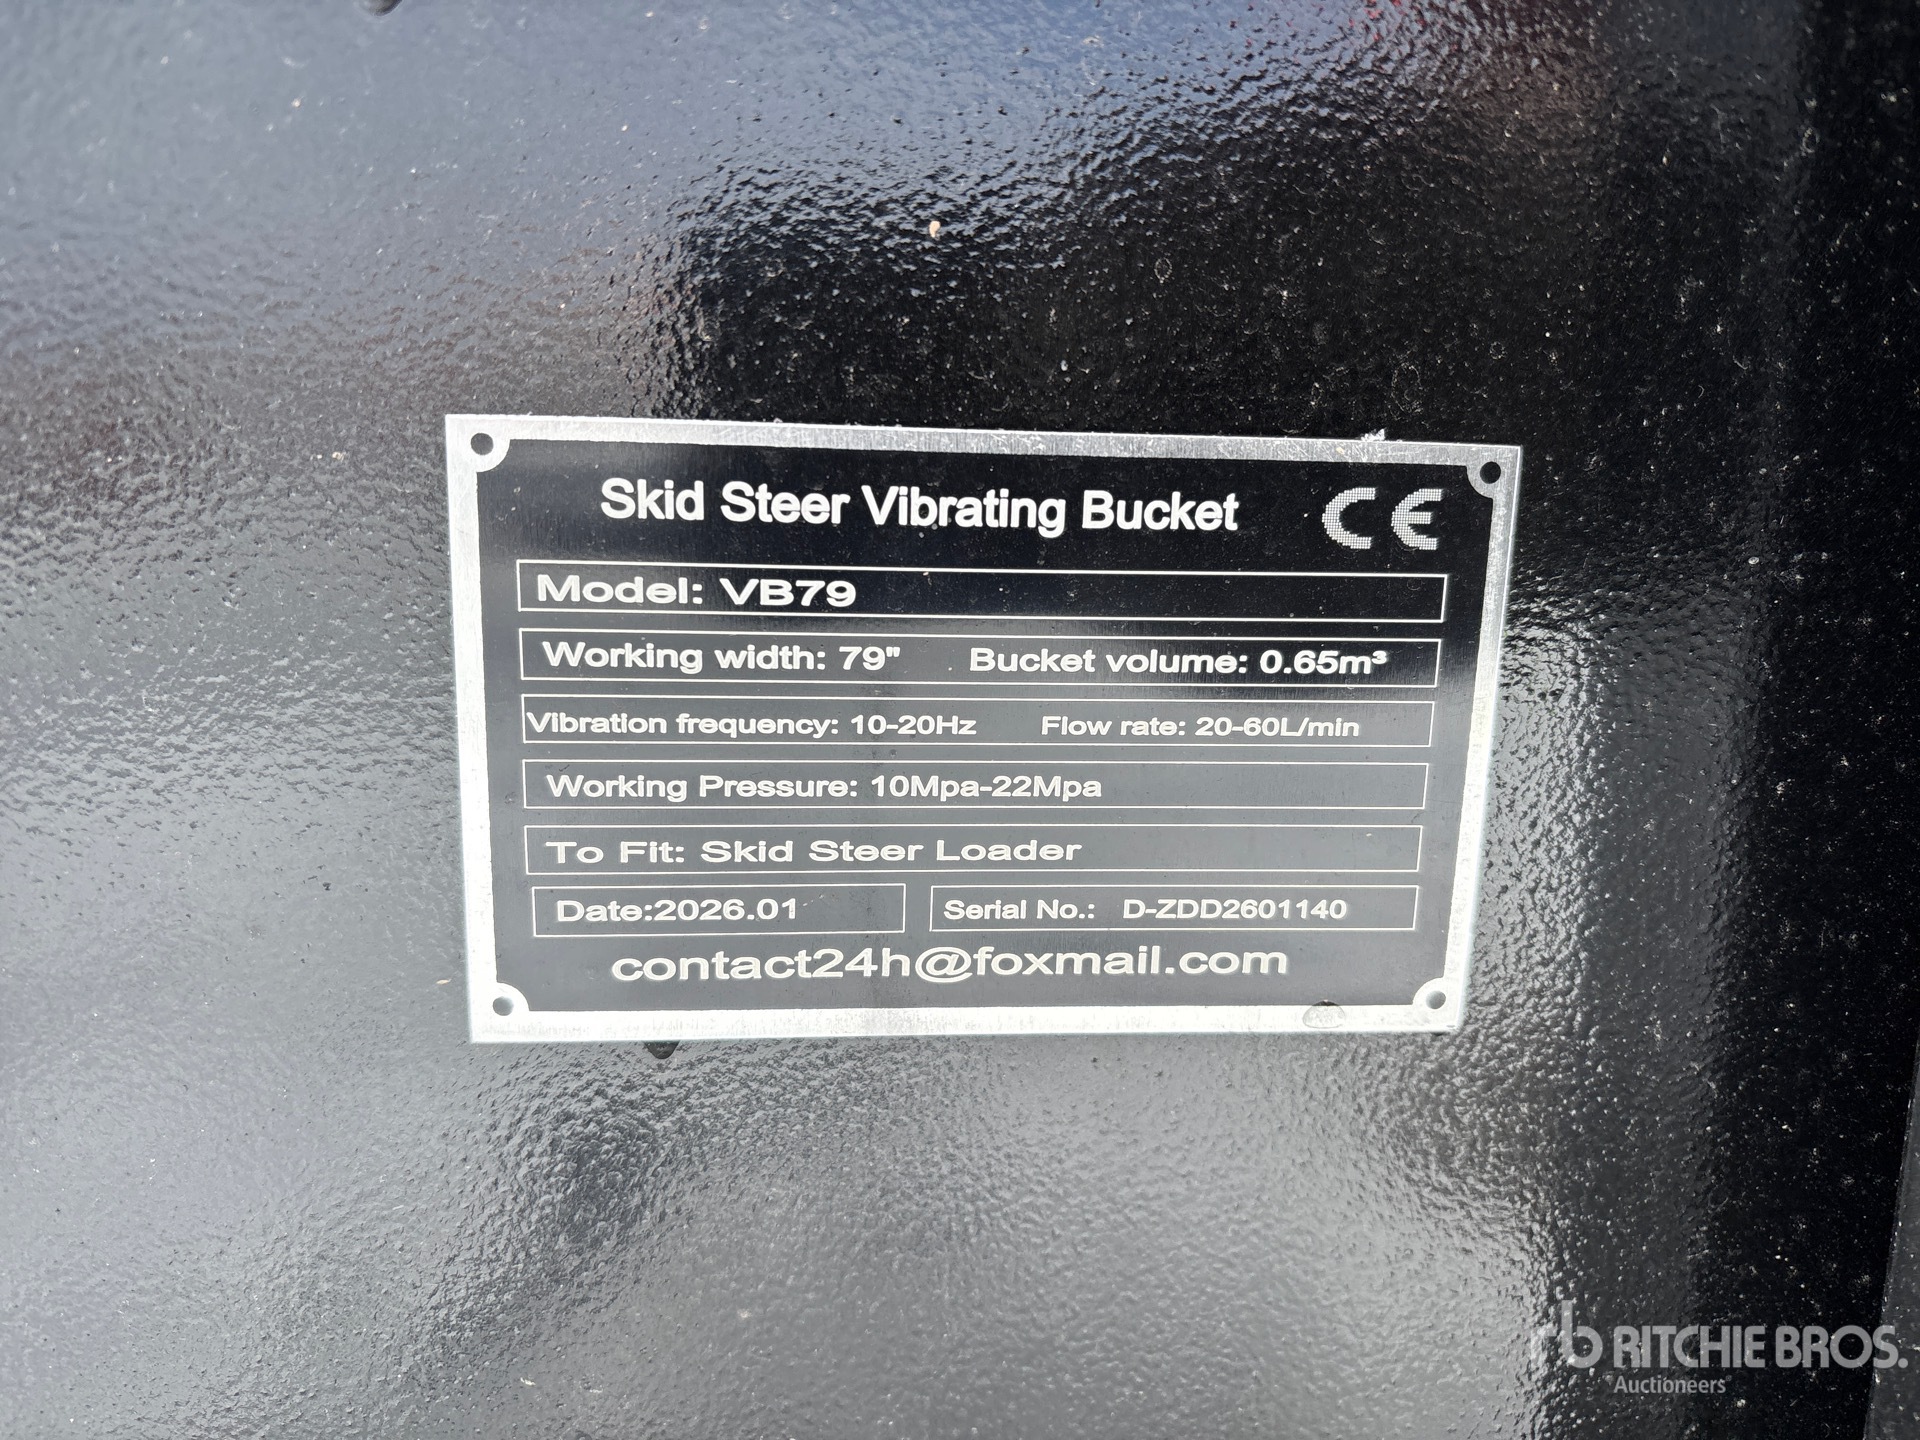 Skid Steer Vibrating Bucket CE
Model: VB79
Working width: 79" Bucket volume: 0.65m³
Vibration frequency: 10-20Hz Flow rate: 20-60L/min
Working Pressure: 10Mpa-22Mpa
To Fit: Skid Steer Loader
Date:2026.01 Serial No.: D-ZDD2601140
contact24h@foxmail.com
rb RITCHIE BROS.
Auctioneers